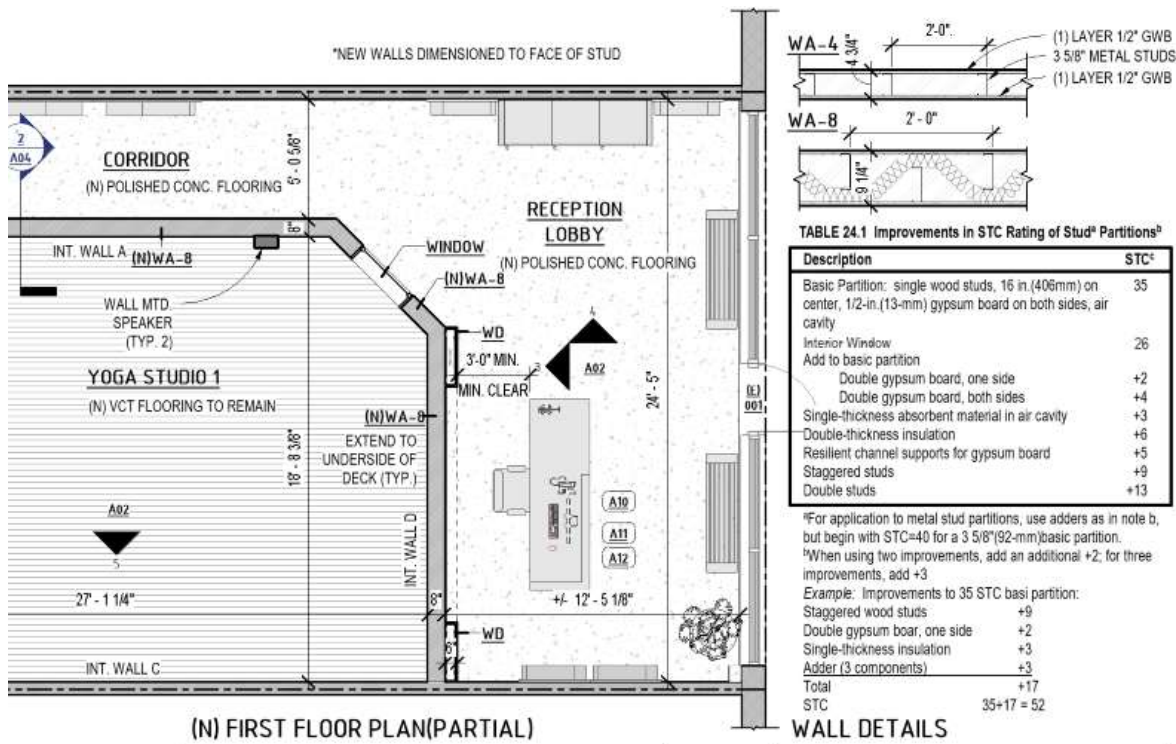 *NEW WALLS DIMENSIONED TO FACE OF STUD
2
A04
CORRIDOR
(N) POLISHED CONC. FLOORING
5' - 0 5/8"
8"
INT. WALL A
(N)WA-8
WALL MTD.
SPEAKER
(TYP. 2)
YOGA STUDIO 1
(N) VCT FLOORING TO REMAIN
18' - 8 3/8"
A02
5
27' - 1 1/4"
INT. WALL C
WINDOW
(N)WA-8
RECEPTION
LOBBY
(N) POLISHED CONC. FLOORING
WD
3'-0" MIN.
MIN. CLEAR
4
3
A02
24' - 5"
(E)
001
(N)WA-8
EXTEND TO
UNDERSIDE OF
DECK (TYP.)
INT. WALL D
A10
A11
A12
8"
+/- 12' - 5 1/8"
WD
6"
(N) FIRST FLOOR PLAN(PARTIAL)
WA-4
4 3/4"
2'-0".
(1) LAYER 1/2" GWB
3 5/8" METAL STUDS
(1) LAYER 1/2" GWB
WA-8
2' - 0"
9 1/4"
TABLE 24.1 Improvements in STC Rating of Studᵃ Partitionsᵇ
Description STCᶜ
Basic Partition: single wood studs, 16 in.(406mm) on 35
center, 1/2-in.(13-mm) gypsum board on both sides, air
cavity
Interior Window 26
Add to basic partition
Double gypsum board, one side +2
Double gypsum board, both sides +4
Single-thickness absorbent material in air cavity +3
Double-thickness insulation +6
Resilient channel supports for gypsum board +5
Staggered studs +9
Double studs +13
ᵃFor application to metal stud partitions, use adders as in note b,
but begin with STC=40 for a 3 5/8"(92-mm)basic partition.
ᵇWhen using two improvements, add an additional +2; for three
improvements, add +3
Example: Improvements to 35 STC basi partition:
Staggered wood studs +9
Double gypsum boar, one side +2
Single-thickness insulation +3
Adder (3 components) +3
Total +17
STC 35+17 = 52
WALL DETAILS